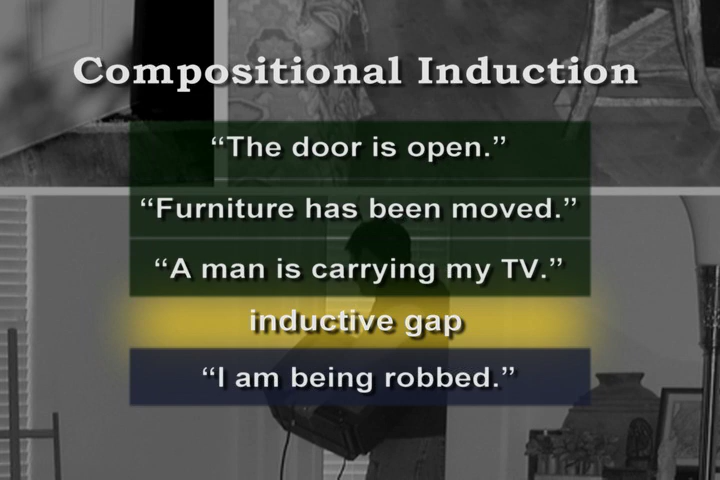 Compositional Induction
“The door is open.”
“Furniture has been moved.”
“A man is carrying my TV.”
inductive gap
“I am being robbed.”